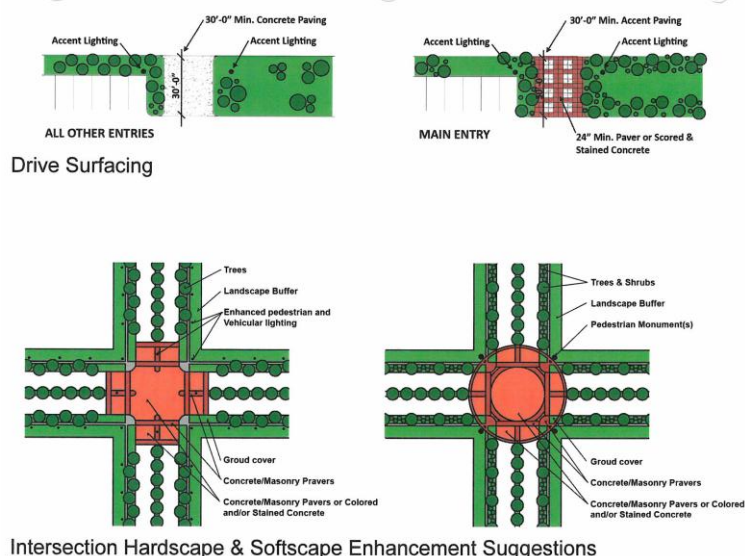 30'-0" Min. Concrete Paving
Accent Lighting
Accent Lighting
30'-0"
ALL OTHER ENTRIES
30'-0" Min. Accent Paving
Accent Lighting
Accent Lighting
MAIN ENTRY
24" Min. Paver or Scored &
Stained Concrete
Drive Surfacing
Trees
Landscape Buffer
Enhanced pedestrian and
Vehicular lighting
Groud cover
Concrete/Masonry Pravers
Concrete/Masonry Pavers or Colored
and/or Stained Concrete
Trees & Shrubs
Landscape Buffer
Pedestrian Monument(s)
Groud cover
Concrete/Masonry Pravers
Concrete/Masonry Pavers or Colored
and/or Stained Concrete
Intersection Hardscape & Softscape Enhancement Suggestions